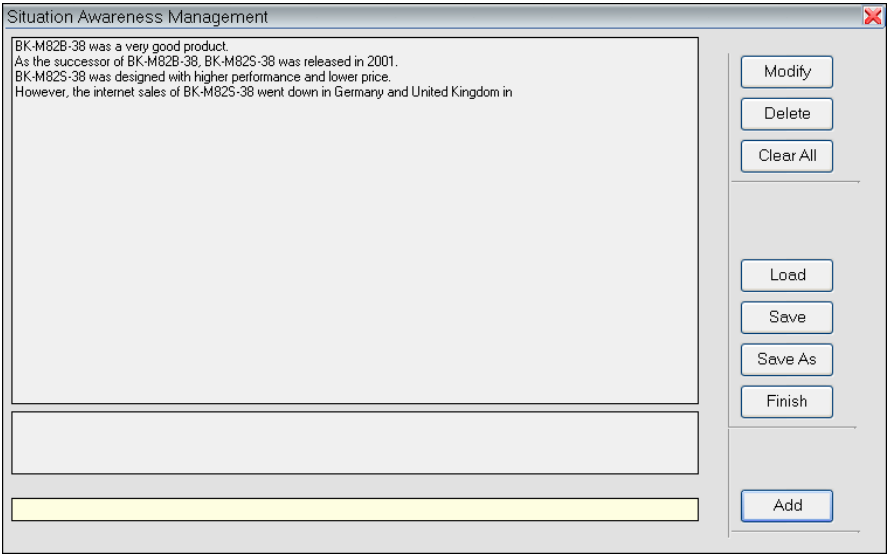 Situation Awareness Management
BK-M82B-38 was a very good product.
As the successor of BK-M82B-38, BK-M82S-38 was released in 2001.
BK-M82S-38 was designed with higher performance and lower price.
However, the internet sales of BK-M82S-38 went down in Germany and United Kingdom in
Modify
Delete
Clear All
Load
Save
Save As
Finish
Add